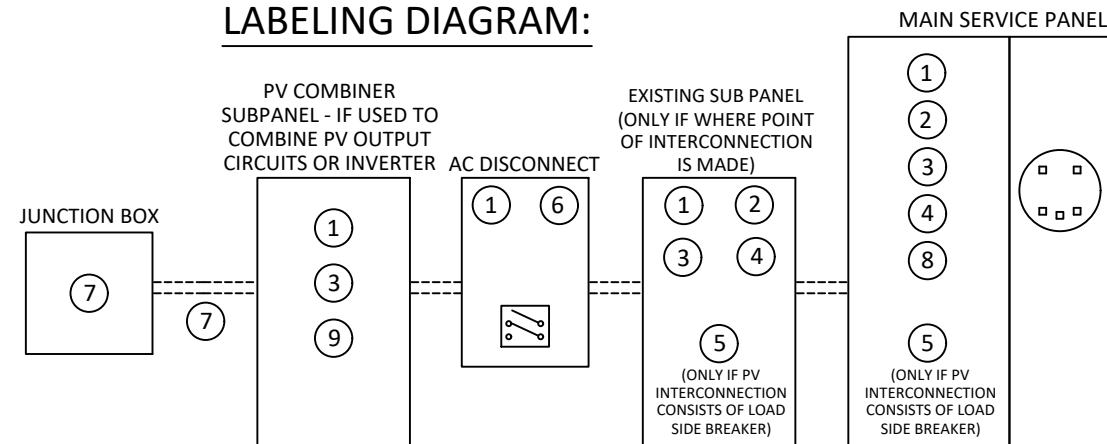 LABELING DIAGRAM:
MAIN SERVICE PANEL
PV COMBINER
SUBPANEL - IF USED TO
COMBINE PV OUTPUT
CIRCUITS OR INVERTER
AC DISCONNECT
EXISTING SUB PANEL
(ONLY IF WHERE POINT
OF INTERCONNECTION
IS MADE)
JUNCTION BOX
7
7
1
3
9
1 6
1 2
3 4
5
(ONLY IF PV
INTERCONNECTION
CONSISTS OF LOAD
SIDE BREAKER)
1
2
3
4
8
5
(ONLY IF PV
INTERCONNECTION
CONSISTS OF LOAD
SIDE BREAKER)